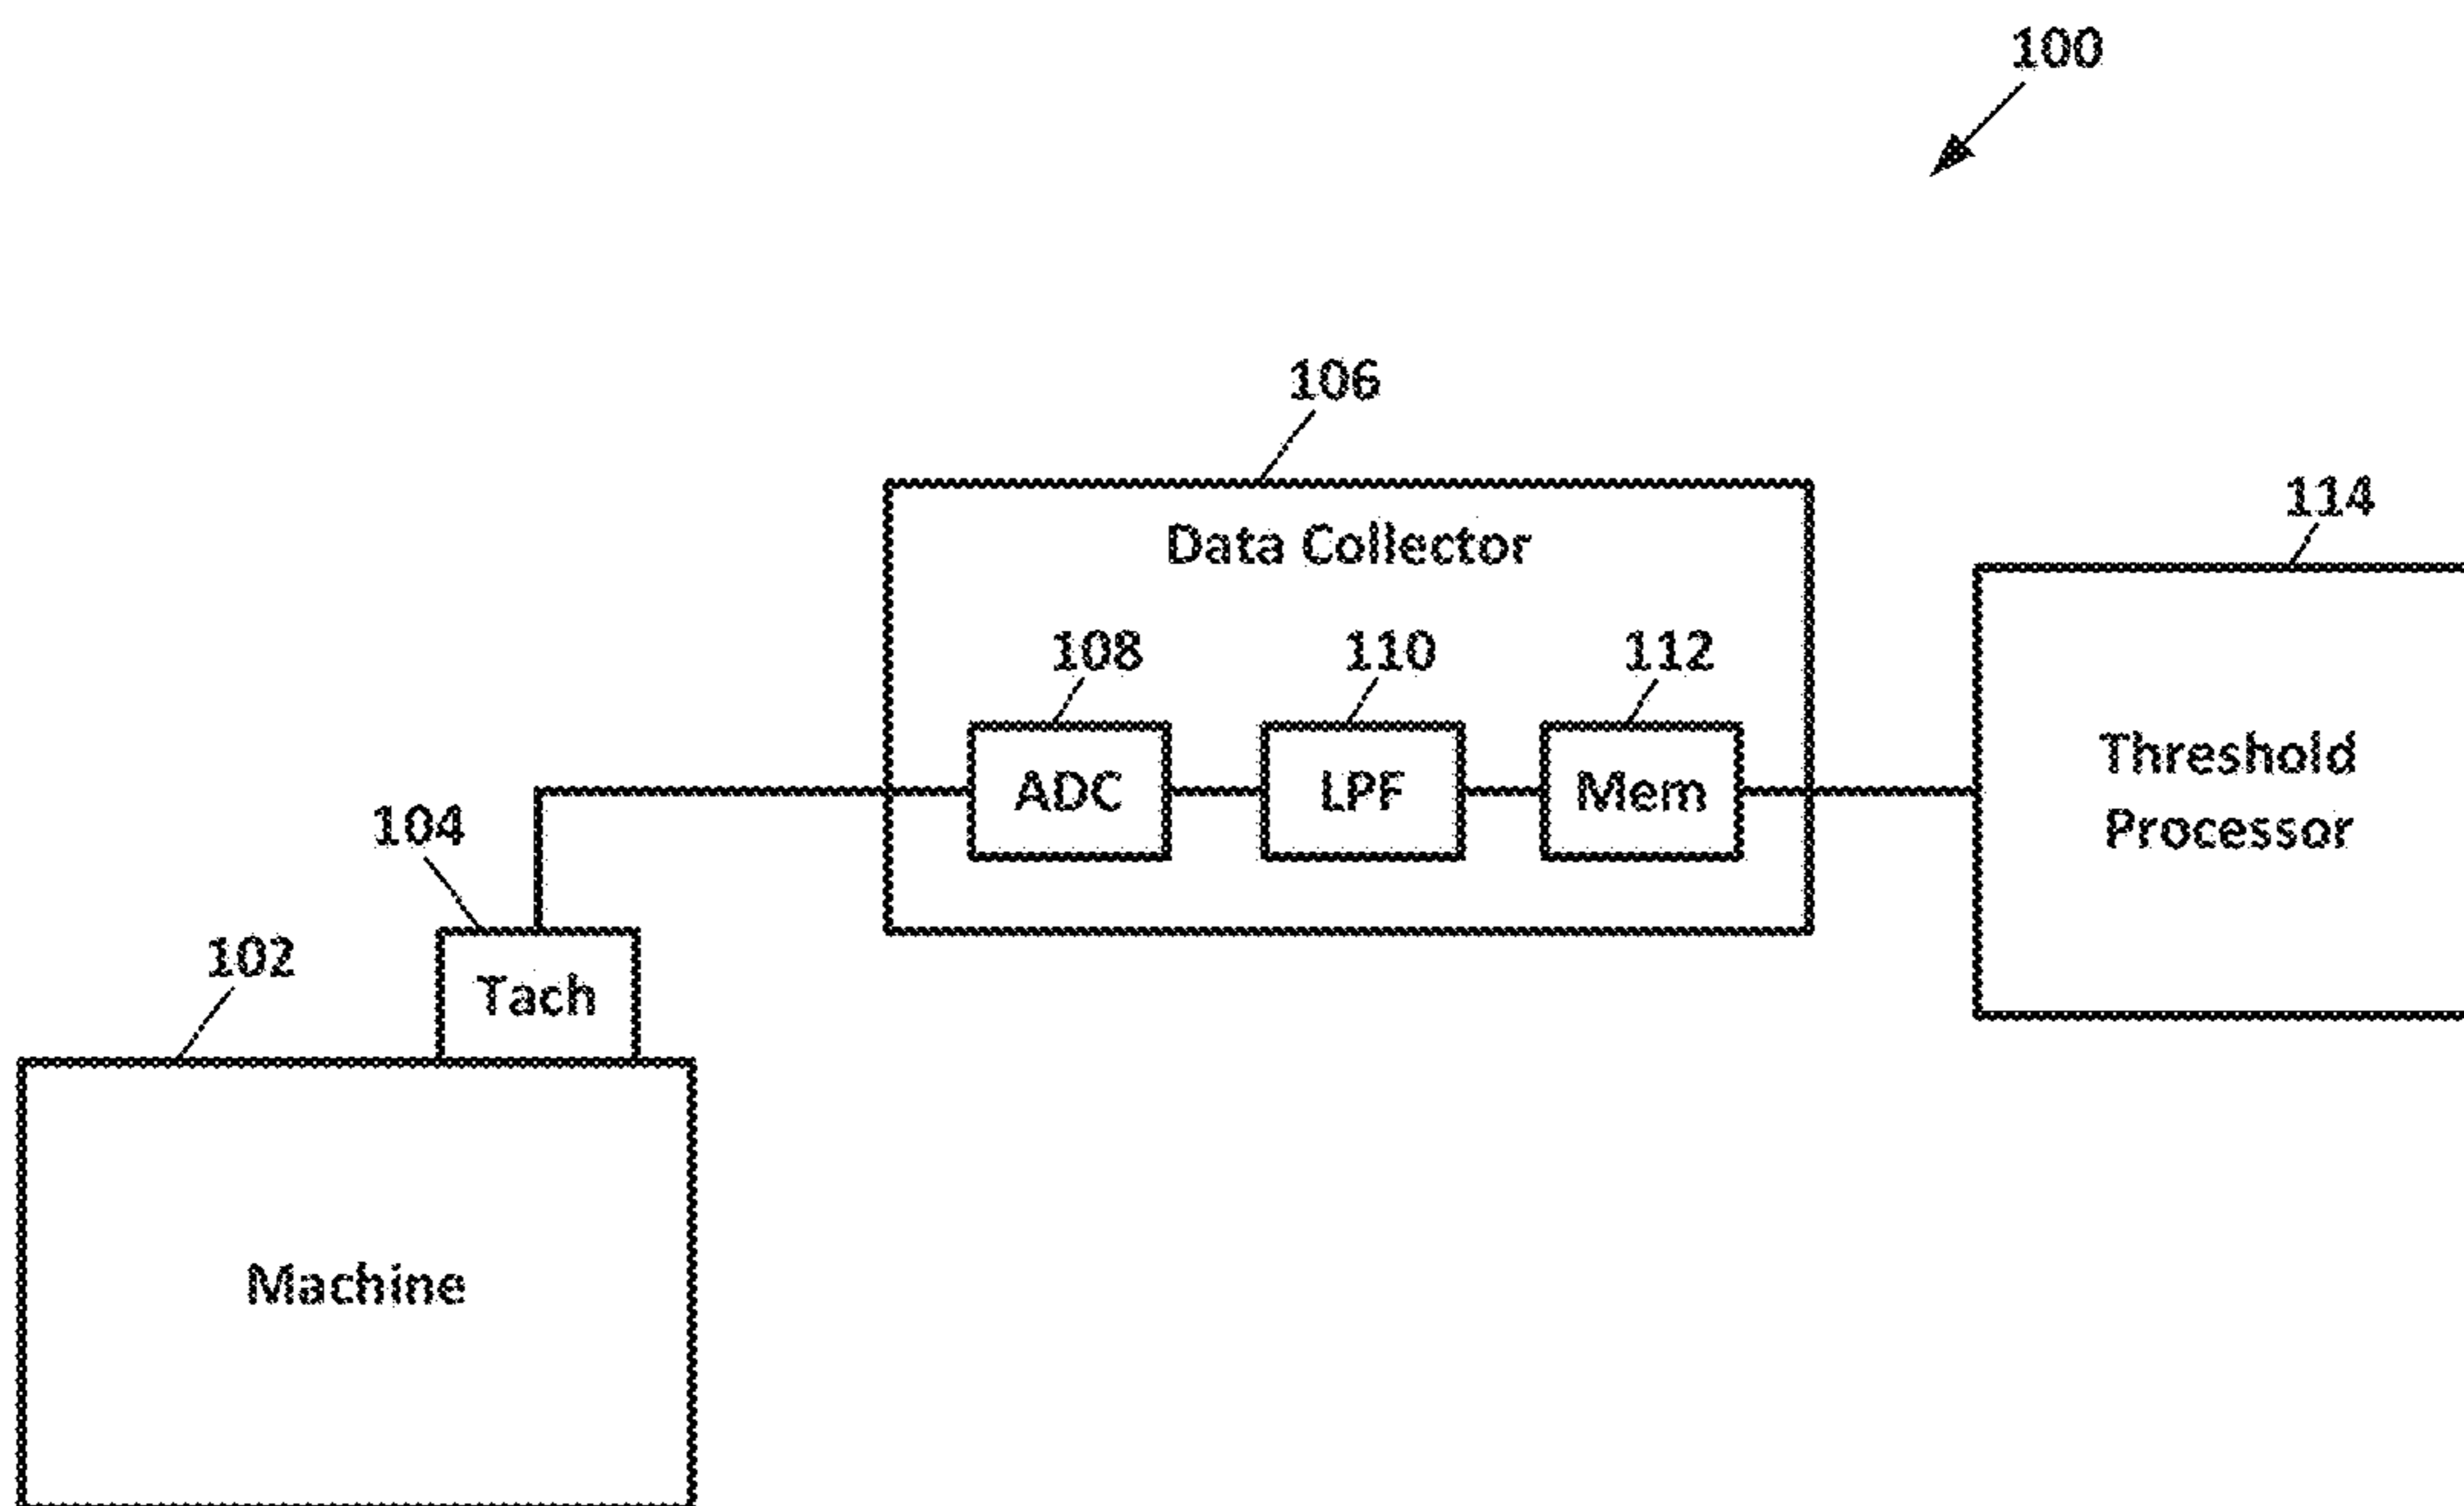 100
106
Data Collector
114
108
110
112
ADC
LPF
Mem
Threshold
Processor
104
Tach
102
Machine